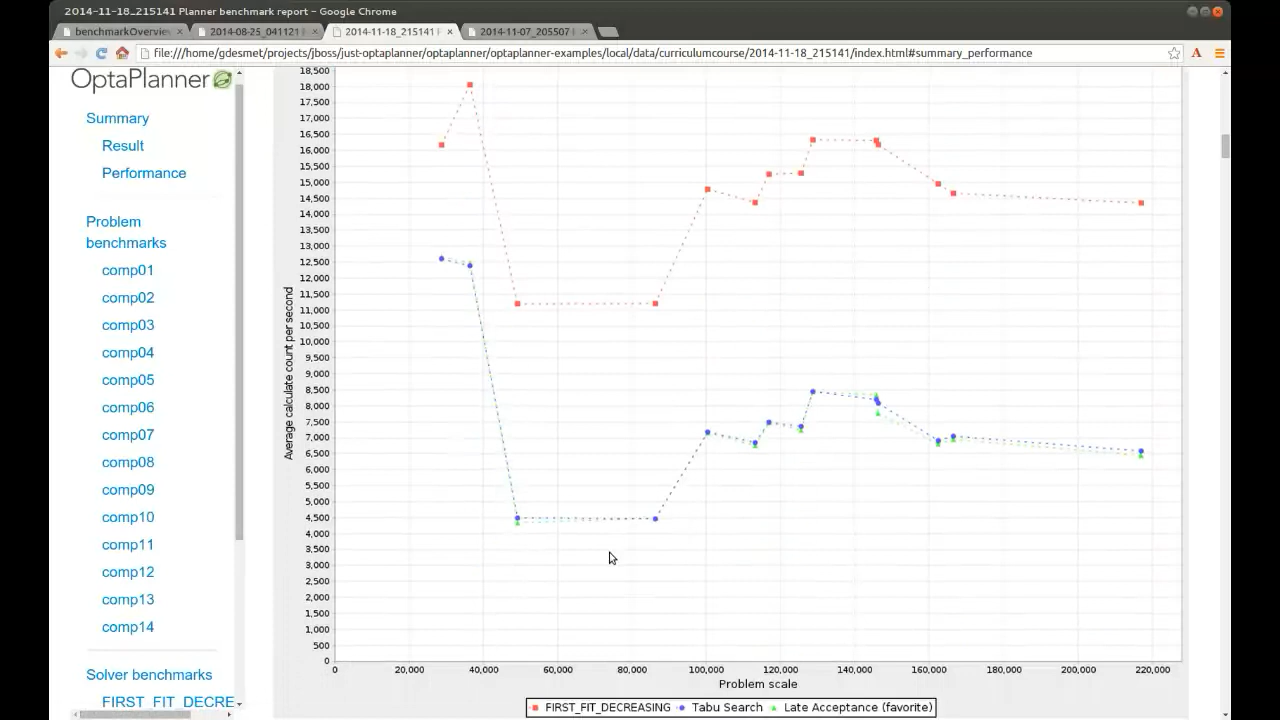 2014-11-18_215141 Planner benchmark report - Google Chrome
benchmarkOverview
2014-08-25_041121
2014-11-18_215141
2014-11-07_205507
file:///home/gdesmet/projects/jboss/just-optaplanner/optaplanner/optaplanner-examples/local/data/curriculumcourse/2014-11-18_215141/index.html#summary_performance
OptaPlanner
Summary
Result
Performance
Problem
benchmarks
comp01
comp02
comp03
comp04
comp05
comp06
comp07
comp08
comp09
comp10
comp11
comp12
comp13
comp14
Solver benchmarks
FIRST_FIT_DECRE
Average calculate count per second
18,500
18,000
17,500
17,000
16,500
16,000
15,500
15,000
14,500
14,000
13,500
13,000
12,500
12,000
11,500
11,000
10,500
10,000
9,500
9,000
8,500
8,000
7,500
7,000
6,500
6,000
5,500
5,000
4,500
4,000
3,500
3,000
2,500
2,000
1,500
1,000
500
0
0 20,000 40,000 60,000 80,000 100,000 120,000 140,000 160,000 180,000 200,000 220,000
Problem scale
FIRST_FIT_DECREASING Tabu Search Late Acceptance (favorite)